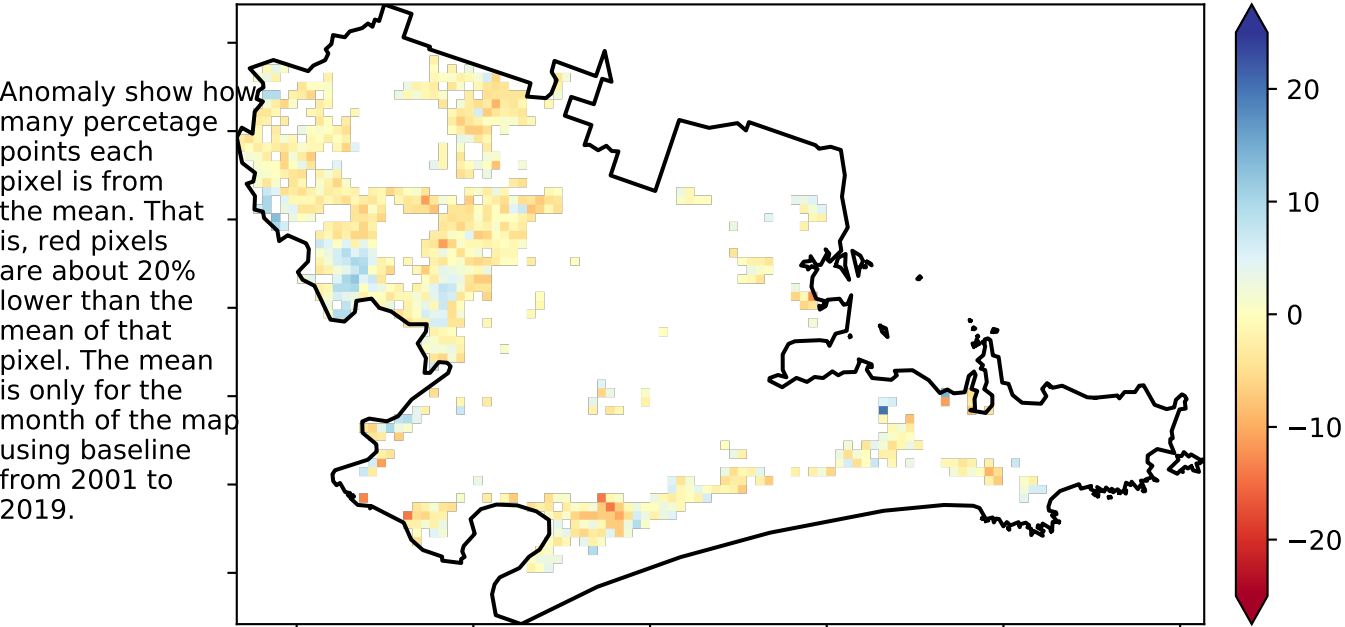 Anomaly show how
many percetage
points each
pixel is from
the mean. That
is, red pixels
are about 20%
lower than the
mean of that
pixel. The mean
is only for the
month of the map
using baseline
from 2001 to
2019.
20
10
0
−10
−20